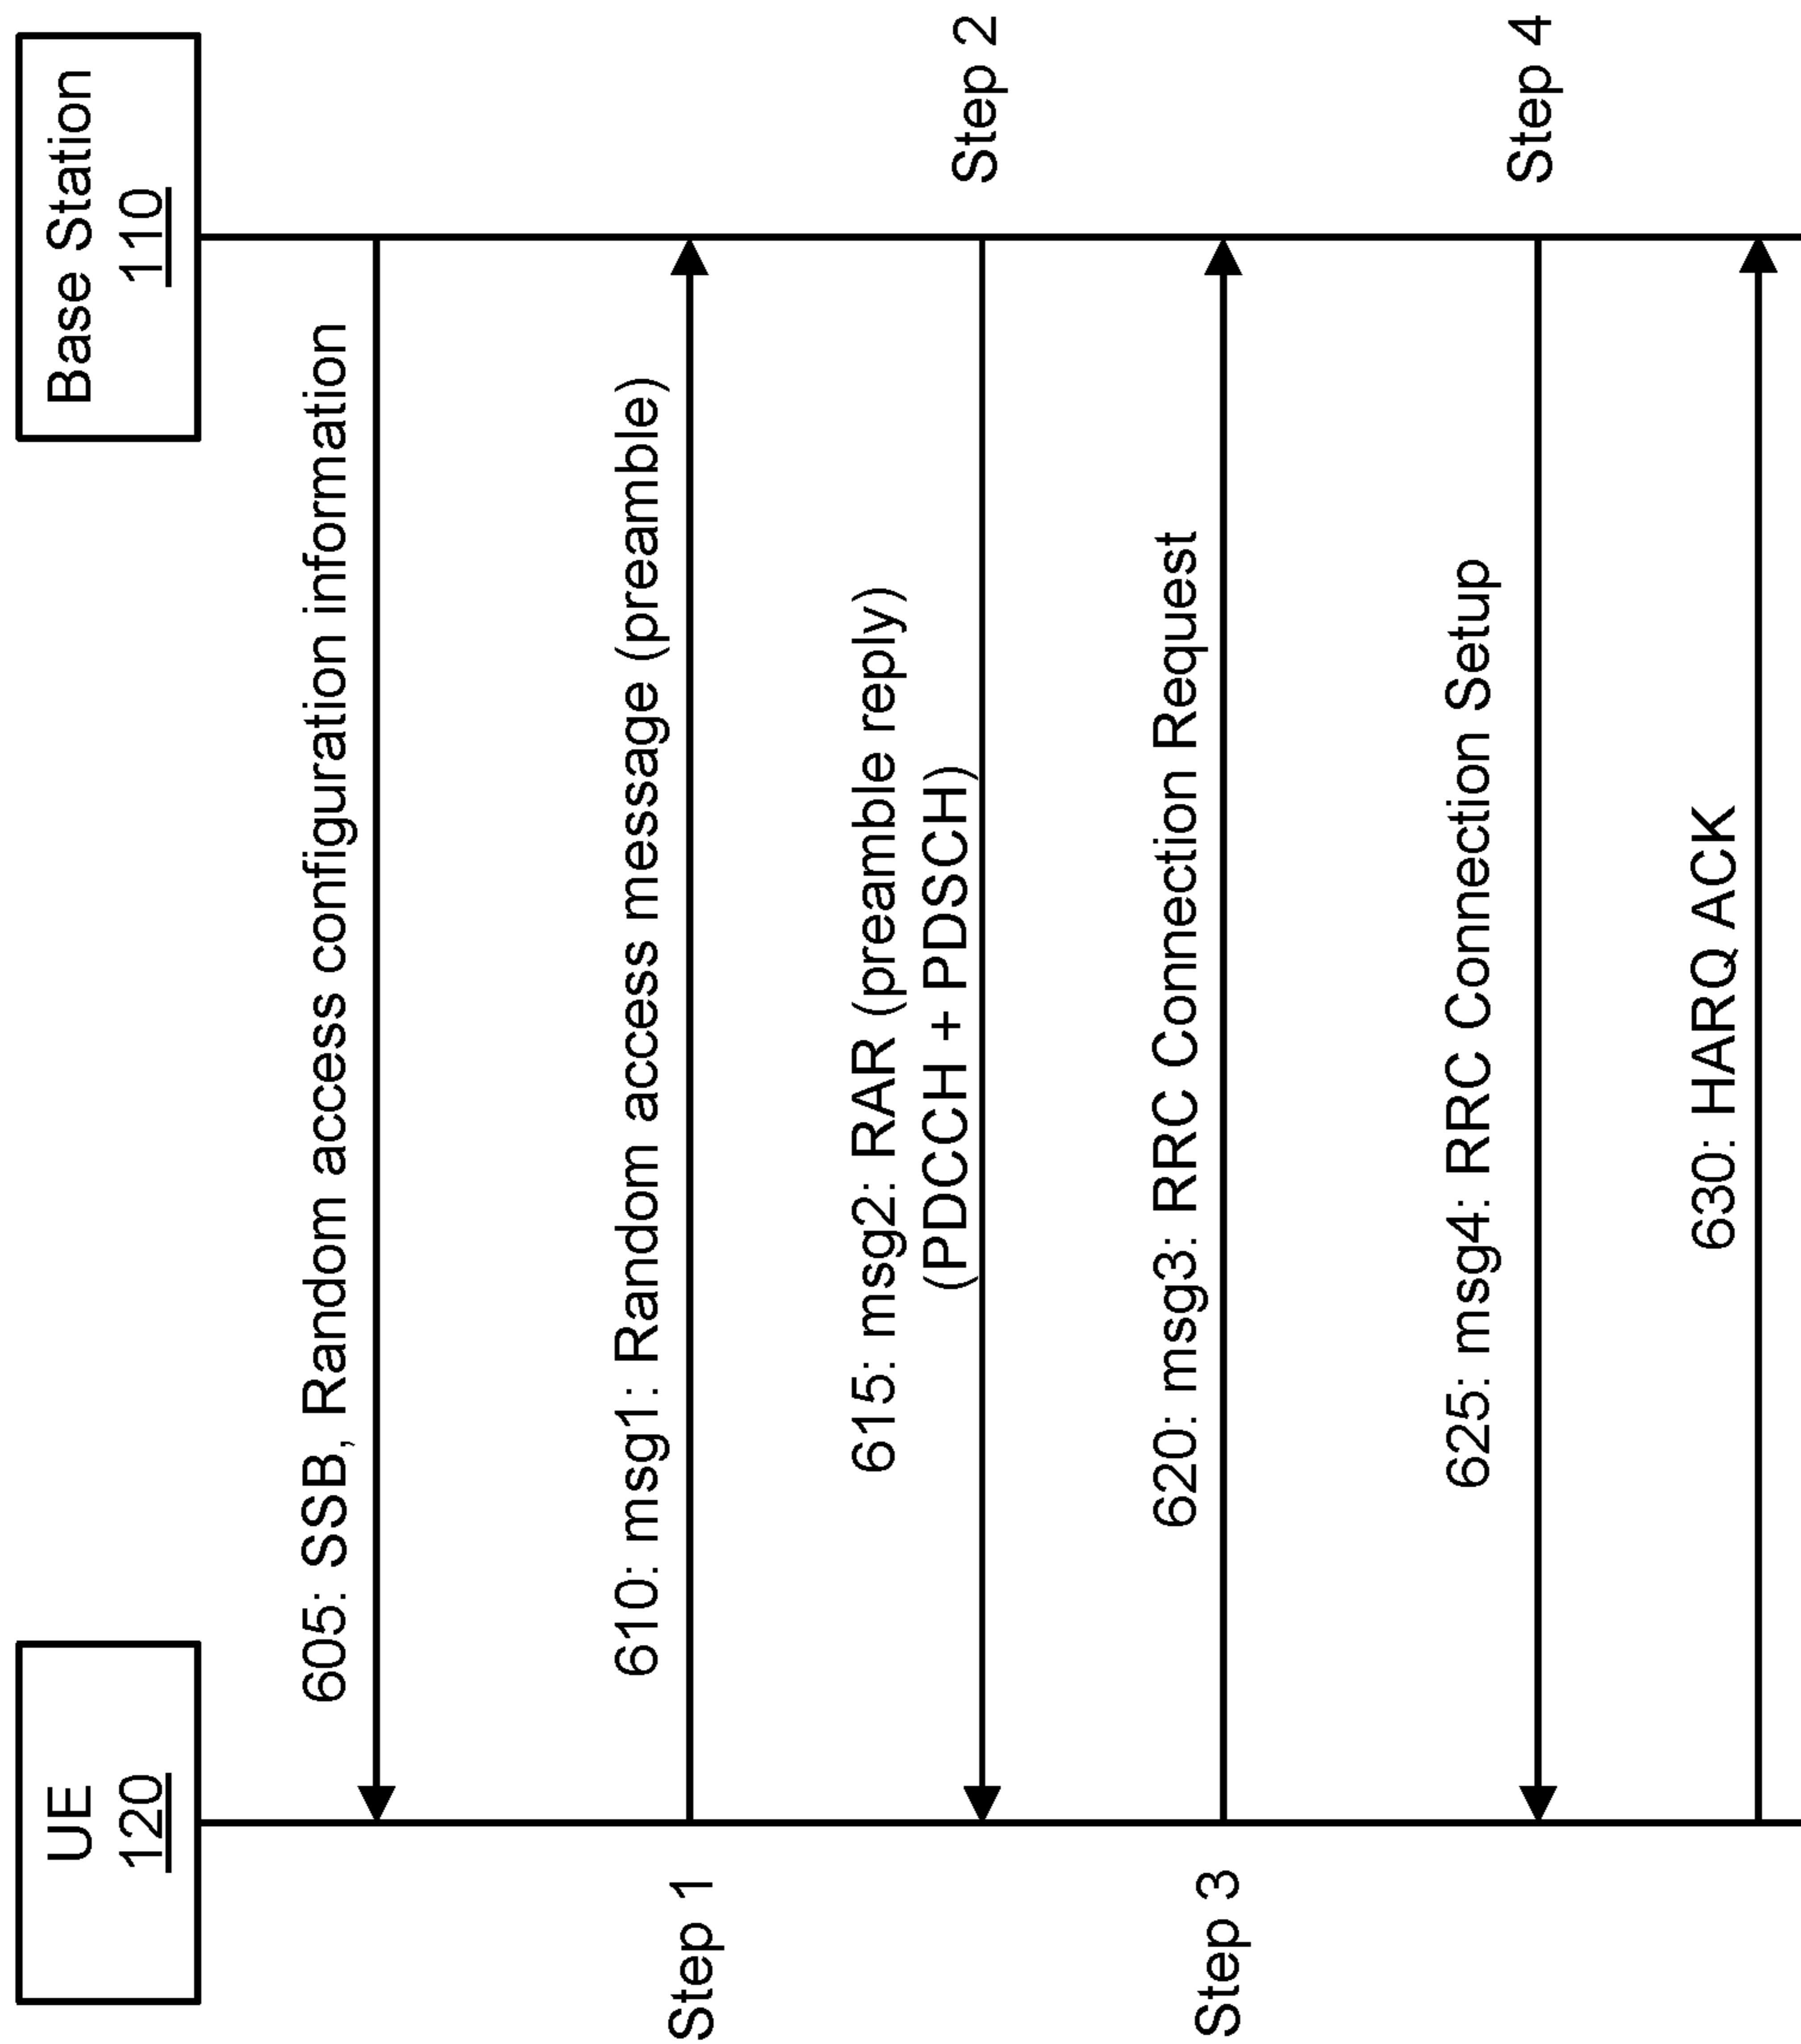 UE
120
Base Station
110
605: SSB, Random access configuration information
610: msg1: Random access message (preamble)
Step 1
615: msg2: RAR (preamble reply)
(PDCCH + PDSCH)
Step 2
620: msg3: RRC Connection Request
Step 3
625: msg4: RRC Connection Setup
Step 4
630: HARQ ACK